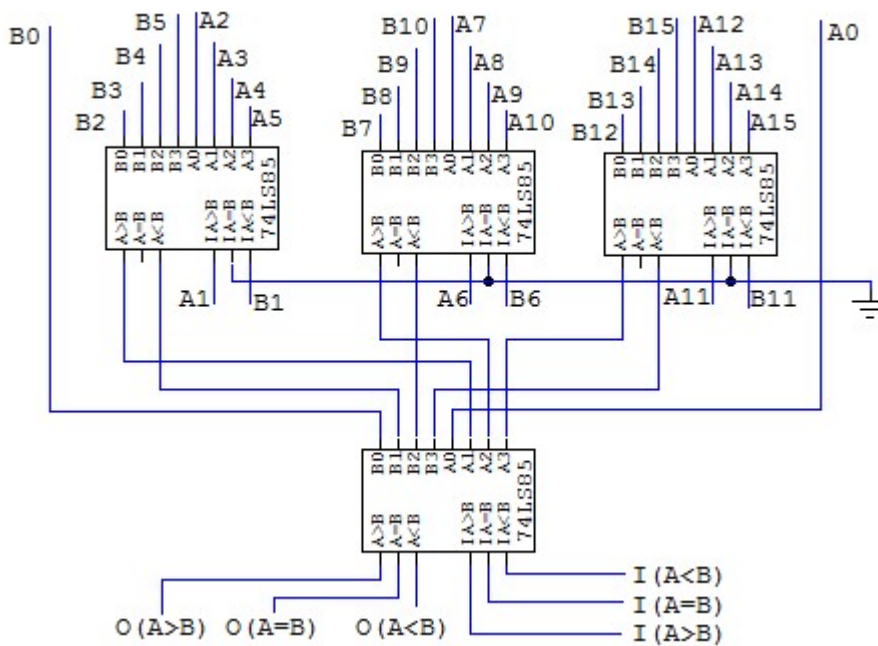 B0 B5 A2 B10 A7 B15 A12 A0
B4 A3 B9 A8 B14 A13
B3 A4 B8 A9 B13 A14
B2 A5 B7 A10 B12 A15
B0 B1 B2 B3 A0 A1 A2 A3
A>B A=B A<B IA>B IA=B IA<B
74LS85
B0 B1 B2 B3 A0 A1 A2 A3
A>B A=B A<B IA>B IA=B IA<B
74LS85
B0 B1 B2 B3 A0 A1 A2 A3
A>B A=B A<B IA>B IA=B IA<B
74LS85
A1 B1 A6 B6 A11 B11
B0 B1 B2 B3 A0 A1 A2 A3
A>B A=B A<B IA>B IA=B IA<B
74LS85
I(A<B)
I(A=B)
O(A>B) O(A=B) O(A<B) I(A>B)